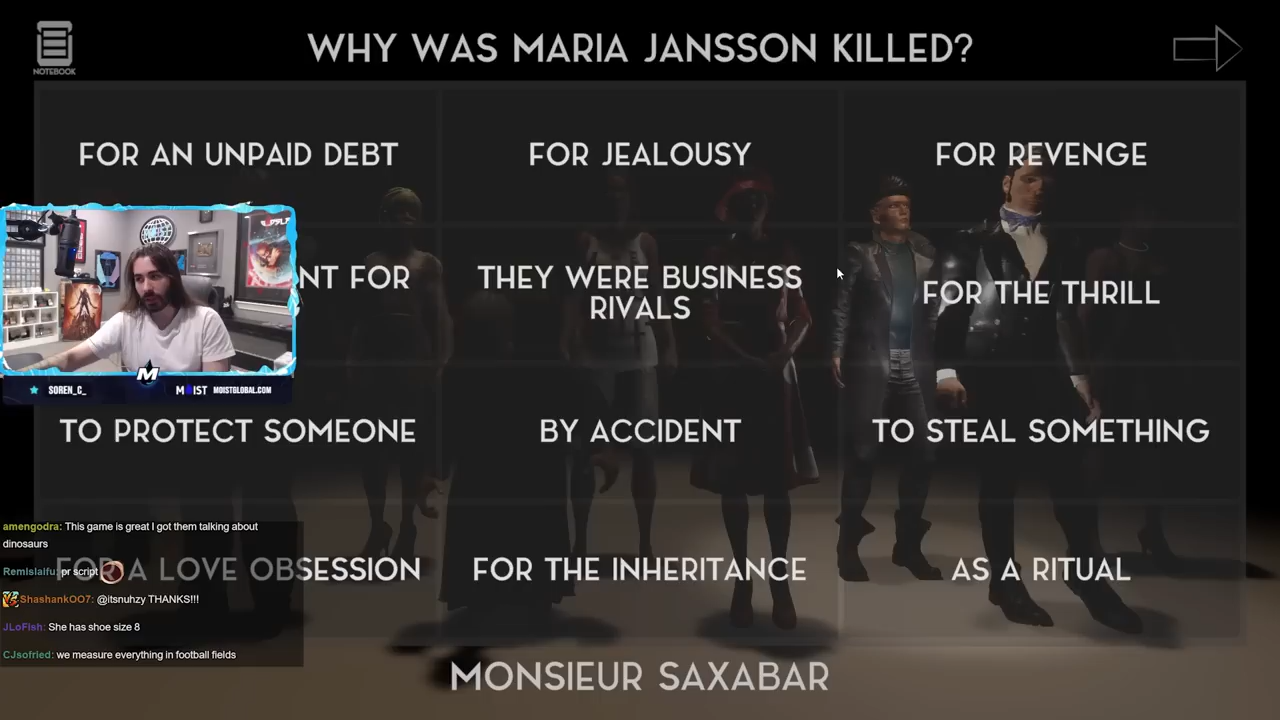 NOTEBOOK
WHY WAS MARIA JANSSON KILLED?
FOR AN UNPAID DEBT
FOR JEALOUSY
FOR REVENGE
NT FOR
THEY WERE BUSINESS
RIVALS
FOR THE THRILL
SOREN_C_
M
MOIST
MOISTGLOBAL.COM
TO PROTECT SOMEONE
BY ACCIDENT
TO STEAL SOMETHING
amengodra: This game is great I got them talking about
dinosaurs
Remislaifu: pr script
FOR A LOVE OBSESSION
FOR THE INHERITANCE
AS A RITUAL
ShashankOO7: @itsnuhzy THANKS!!!
JLoFish: She has shoe size 8
CJsofried: we measure everything in football fields
MONSIEUR SAXABAR